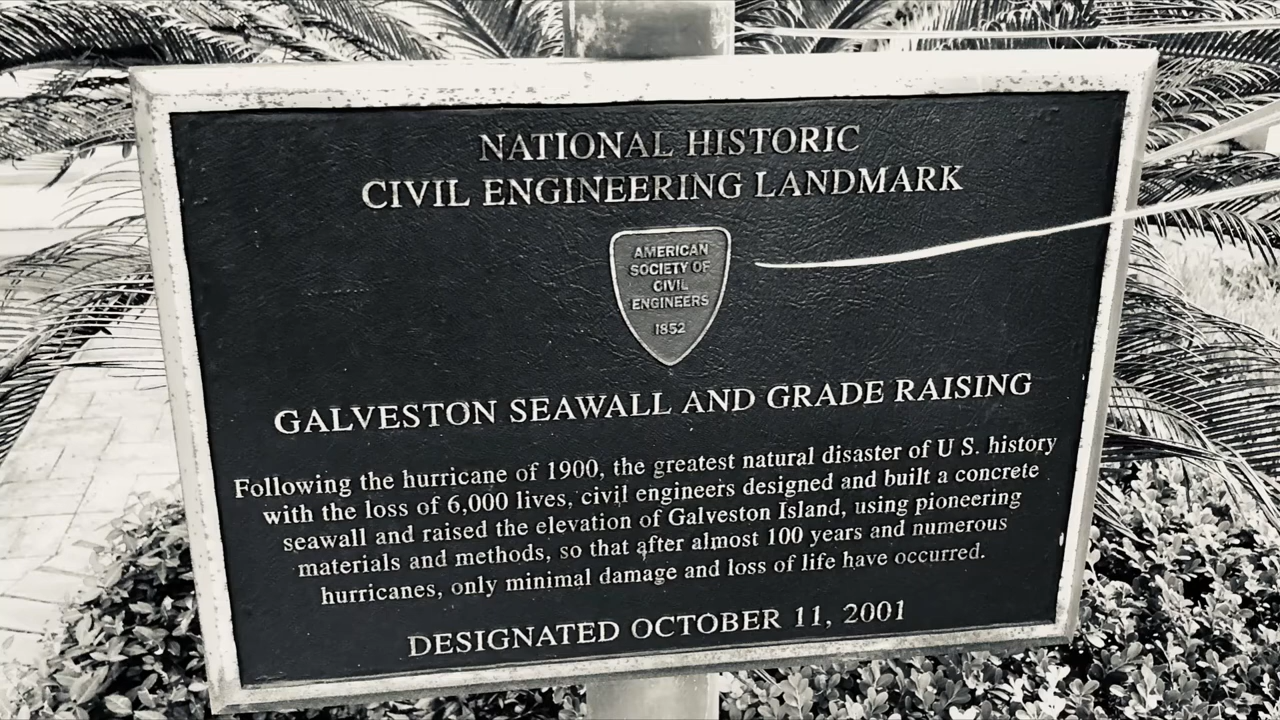 NATIONAL HISTORIC
CIVIL ENGINEERING LANDMARK
AMERICAN
SOCIETY OF
CIVIL
ENGINEERS
1852
GALVESTON SEAWALL AND GRADE RAISING
Following the hurricane of 1900, the greatest natural disaster of U S. history
with the loss of 6,000 lives, civil engineers designed and built a concrete
seawall and raised the elevation of Galveston Island, using pioneering
materials and methods, so that after almost 100 years and numerous
hurricanes, only minimal damage and loss of life have occurred.
DESIGNATED OCTOBER 11, 2001